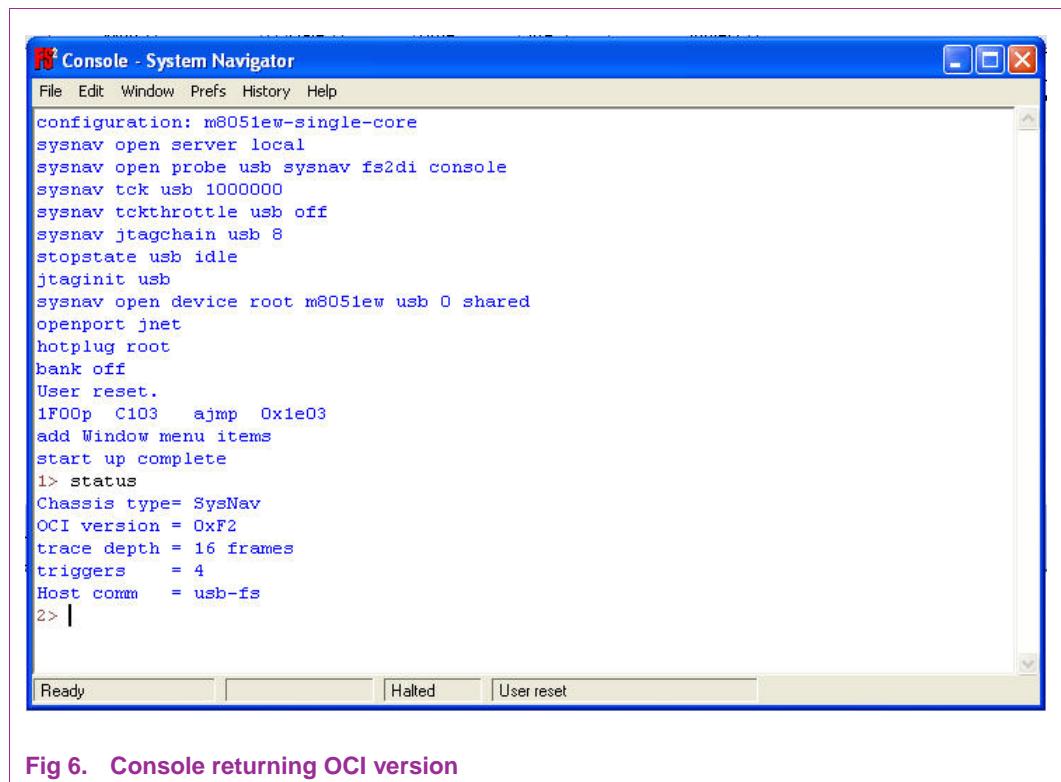 FS2 Console - System Navigator
File Edit Window Prefs History Help
configuration: m8051ew-single-core
sysnav open server local
sysnav open probe usb sysnav fs2di console
sysnav tck usb 1000000
sysnav tckthrottle usb off
sysnav jtagchain usb 8
stopstate usb idle
jtaginit usb
sysnav open device root m8051ew usb 0 shared
openport jnet
hotplug root
bank off
User reset.
1F00p  C103   ajmp  0x1e03
add Window menu items
start up complete
1> status
Chassis type= SysNav
OCI version = 0xF2
trace depth = 16 frames
triggers    = 4
Host comm   = usb-fs
2>
Ready Halted User reset
Fig 6. Console returning OCI version